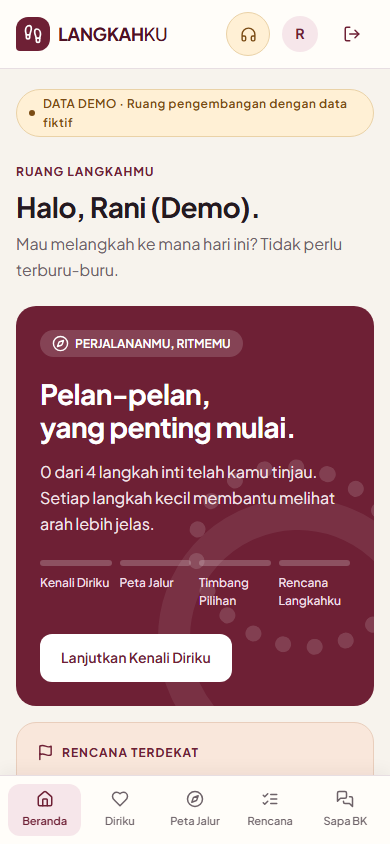 LANGKAHKU
R
DATA DEMO · Ruang pengembangan dengan data
fiktif
RUANG LANGKAHMU
Halo, Rani (Demo).
Mau melangkah ke mana hari ini? Tidak perlu
terburu-buru.
PERJALANANMU, RITMEMU
Pelan-pelan,
yang penting mulai.
0 dari 4 langkah inti telah kamu tinjau.
Setiap langkah kecil membantu melihat
arah lebih jelas.
Kenali Diriku Peta Jalur Timbang Rencana
Pilihan Langkahku
Lanjutkan Kenali Diriku
RENCANA TERDEKAT
Beranda Diriku Peta Jalur Rencana Sapa BK